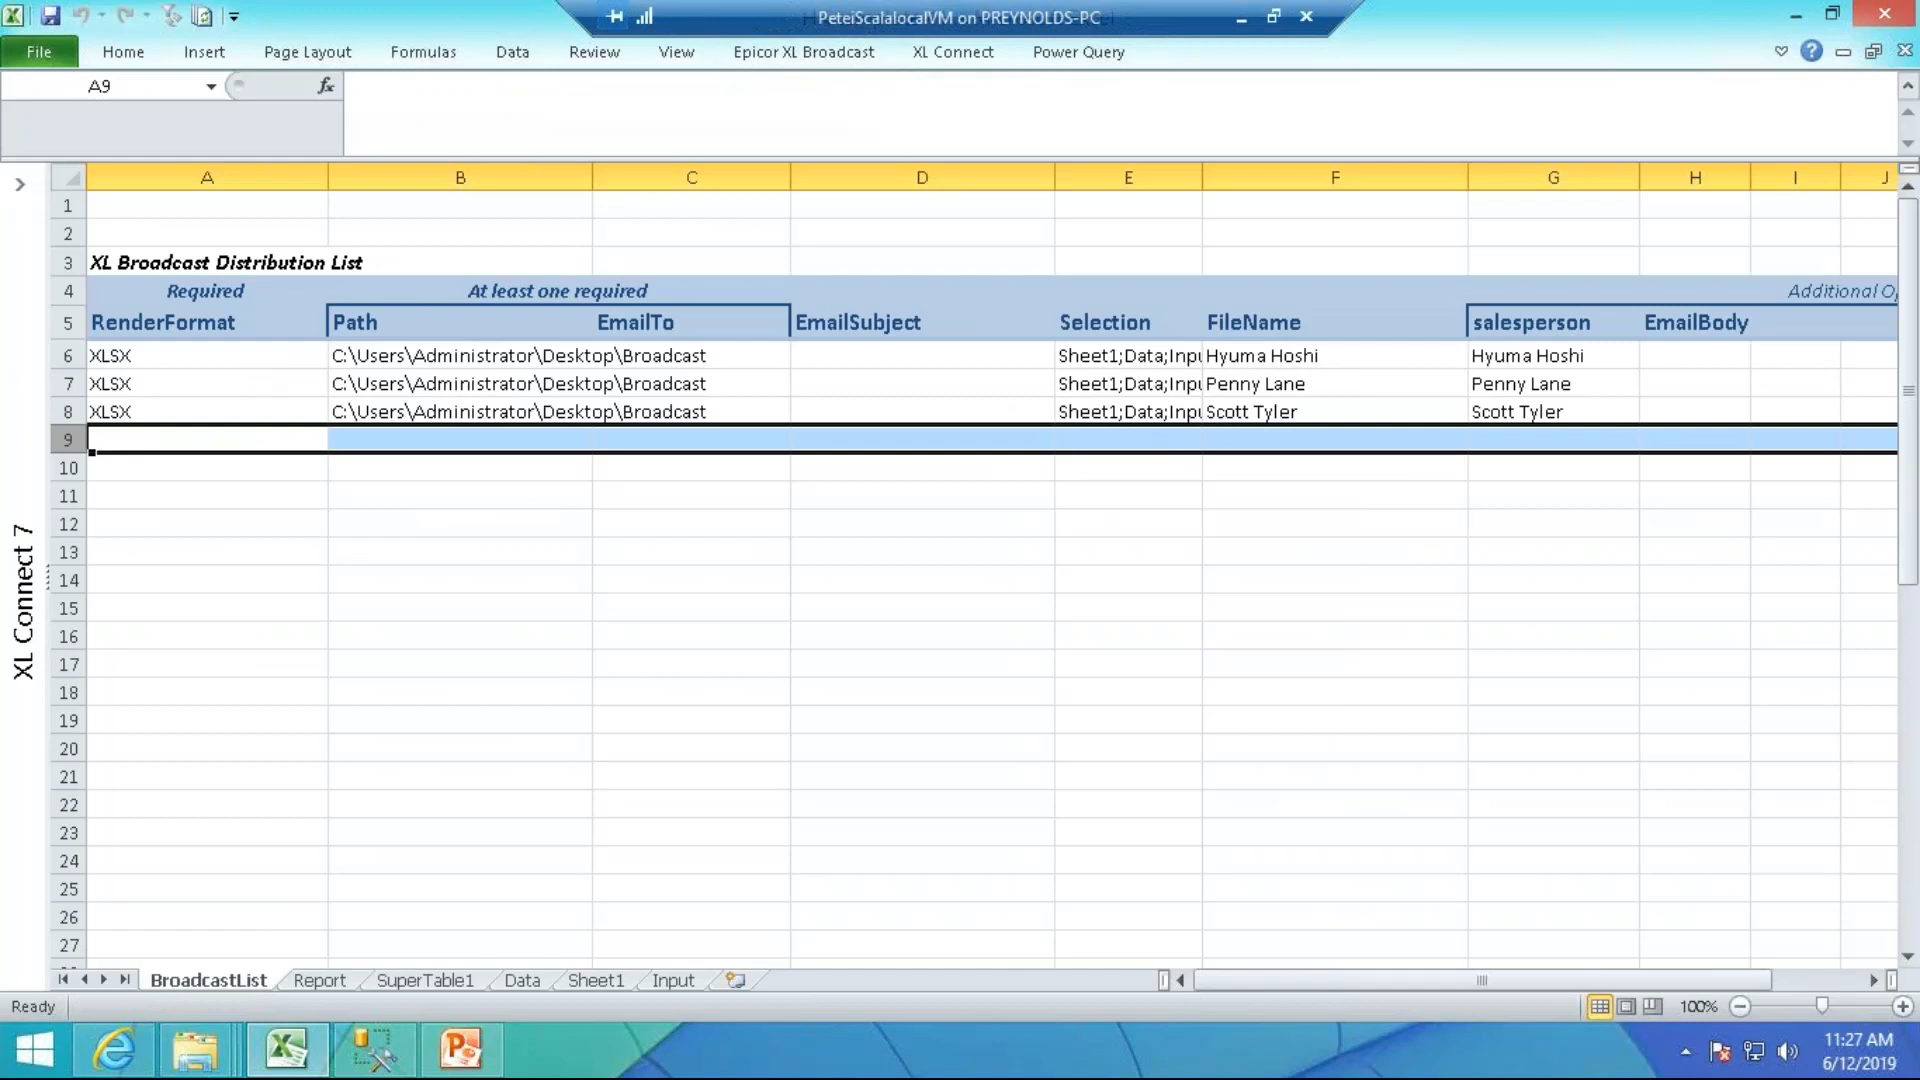 PeteiScalalocalVM on PREYNOLDS-PC
File Home Insert Page Layout Formulas Data Review View Epicor XL Broadcast XL Connect Power Query
A9 fx
A B C D E F G H I J
1
2
3 XL Broadcast Distribution List
4 Required At least one required Additional Op
5 RenderFormat Path EmailTo EmailSubject Selection FileName salesperson EmailBody
6 XLSX C:\Users\Administrator\Desktop\Broadcast Sheet1;Data;Inpu Hyuma Hoshi Hyuma Hoshi
7 XLSX C:\Users\Administrator\Desktop\Broadcast Sheet1;Data;Inpu Penny Lane Penny Lane
8 XLSX C:\Users\Administrator\Desktop\Broadcast Sheet1;Data;Inpu Scott Tyler Scott Tyler
9
10
11
12
13
14
15
16
17
18
19
20
21
22
23
24
25
26
27
XL Connect 7
BroadcastList Report SuperTable1 Data Sheet1 Input
Ready 100%
11:27 AM
6/12/2019